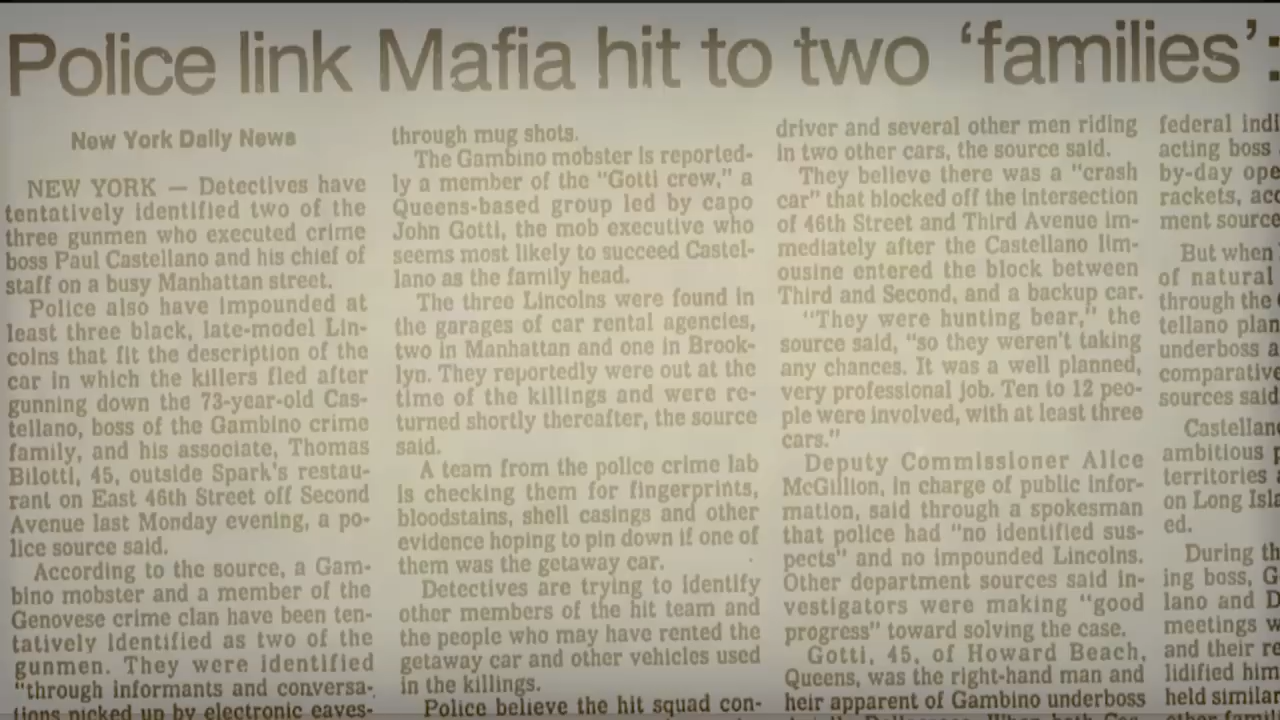 Police link Mafia hit to two ‘families’:
New York Daily News
NEW YORK — Detectives have
tentatively identified two of the
three gunmen who executed crime
boss Paul Castellano and his chief of
staff on a busy Manhattan street.
Police also have impounded at
least three black, late-model Lin-
colns that fit the description of the
car in which the killers fled after
gunning down the 73-year-old Cas-
tellano, boss of the Gambino crime
family, and his associate, Thomas
Bilotti, 45, outside Spark's restau-
rant on East 46th Street off Second
Avenue last Monday evening, a po-
lice source said.
According to the source, a Gam-
bino mobster and a member of the
Genovese crime clan have been ten-
tatively identified as two of the
gunmen. They were identified
"through informants and conversa-
tions picked up by electronic eaves-
through mug shots.
The Gambino mobster is reported-
ly a member of the "Gotti crew," a
Queens-based group led by capo
John Gotti, the mob executive who
seems most likely to succeed Castel-
lano as the family head.
The three Lincolns were found in
the garages of car rental agencies,
two in Manhattan and one in Brook-
lyn. They reportedly were out at the
time of the killings and were re-
turned shortly thereafter, the source
said.
A team from the police crime lab
is checking them for fingerprints,
bloodstains, shell casings and other
evidence hoping to pin down if one of
them was the getaway car.
Detectives are trying to identify
other members of the hit team and
the people who may have rented the
getaway car and other vehicles used
in the killings.
Police believe the hit squad con-
driver and several other men riding
in two other cars, the source said.
They believe there was a "crash
car" that blocked off the intersection
of 46th Street and Third Avenue im-
mediately after the Castellano lim-
ousine entered the block between
Third and Second, and a backup car.
"They were hunting bear," the
source said, "so they weren't taking
any chances. It was a well planned,
very professional job. Ten to 12 peo-
ple were involved, with at least three
cars."
Deputy Commissioner Alice
McGillion, in charge of public infor-
mation, said through a spokesman
that police had "no identified sus-
pects" and no impounded Lincolns.
Other department sources said in-
vestigators were making "good
progress" toward solving the case.
Gotti, 45, of Howard Beach,
Queens, was the right-hand man and
heir apparent of Gambino underboss
federal indi
acting boss
by-day ope
rackets, acc
ment source
But when
of natural
through the
tellano plan
underboss a
comparative
sources said
Castellan
ambitious p
territories
on Long Isla
ed.
During th
ing boss, G
lano and D
meetings w
and their re
lidified him
held similar